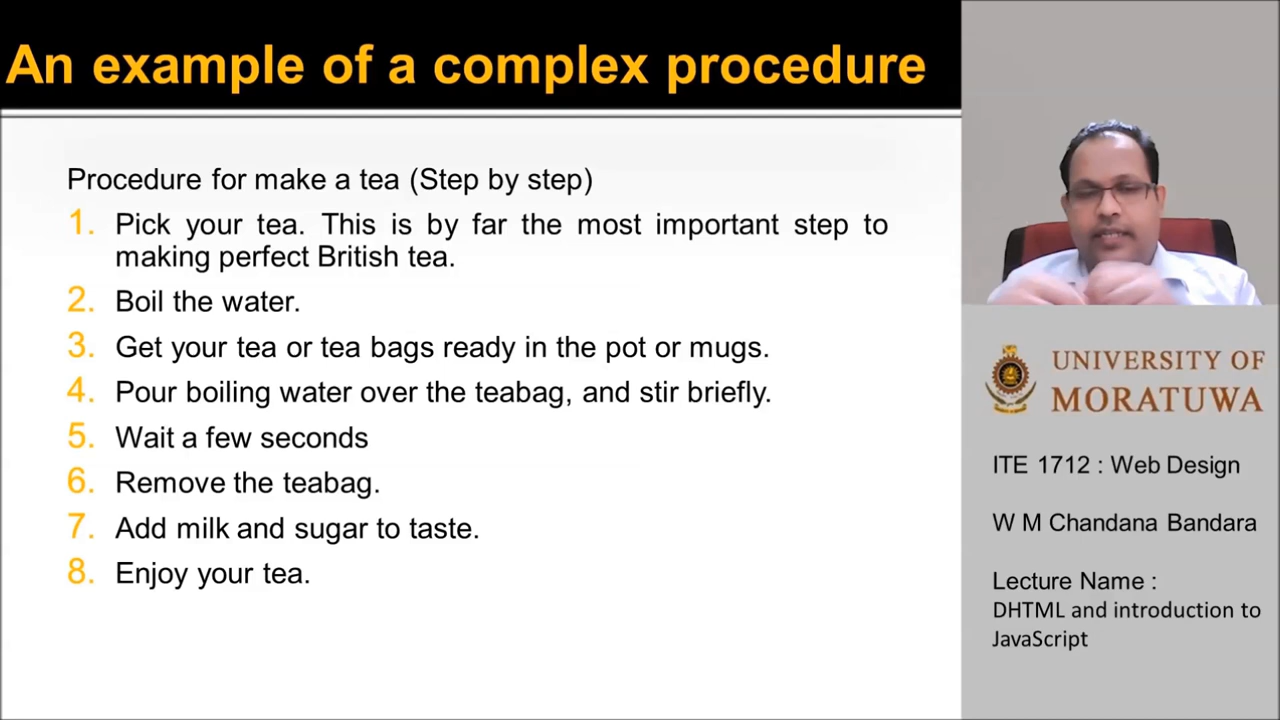 An example of a complex procedure
Procedure for make a tea (Step by step)
1. Pick your tea. This is by far the most important step to
making perfect British tea.
2. Boil the water.
3. Get your tea or tea bags ready in the pot or mugs.
4. Pour boiling water over the teabag, and stir briefly.
5. Wait a few seconds
6. Remove the teabag.
7. Add milk and sugar to taste.
8. Enjoy your tea.
UNIVERSITY OF
MORATUWA
ITE 1712 : Web Design
W M Chandana Bandara
Lecture Name :
DHTML and introduction to
JavaScript